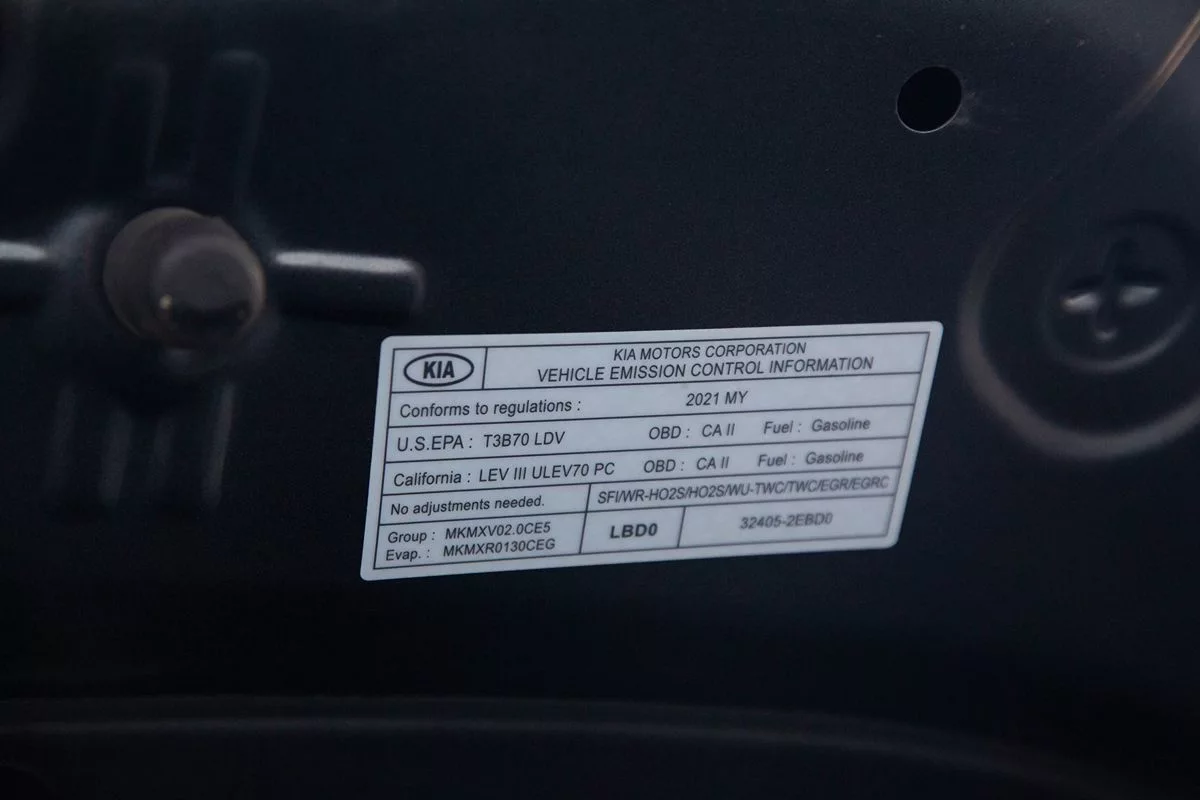 KIA
KIA MOTORS CORPORATION
VEHICLE EMISSION CONTROL INFORMATION
Conforms to regulations : 2021 MY
U.S.EPA : T3B70 LDV OBD : CA II Fuel : Gasoline
California : LEV III ULEV70 PC OBD : CA II Fuel : Gasoline
No adjustments needed. SFI/WR-HO2S/HO2S/WU-TWC/TWC/EGR/EGRC
Group : MKMXV02.0CE5
Evap. : MKMXR0130CEG
LBD0
32405-2EBD0